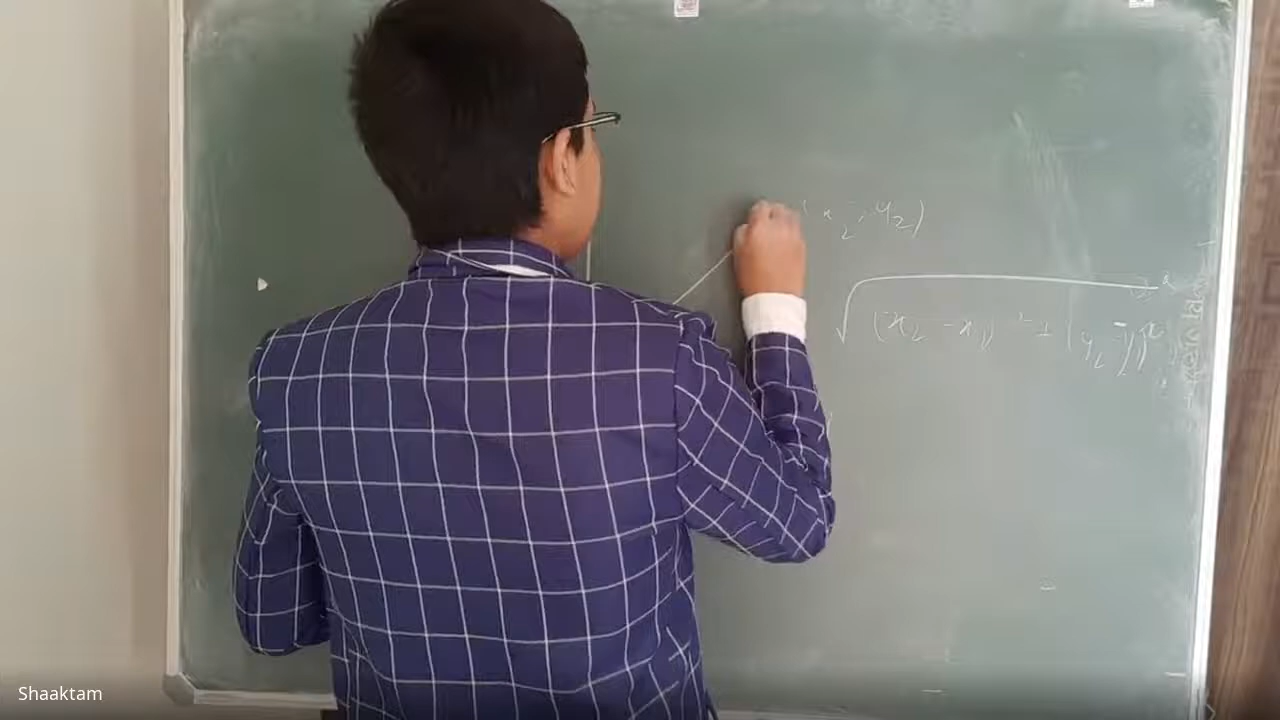 (x₂, y₂)
√(x₂ - x₁)² + (y₂ - y₁)²
Shaaktam